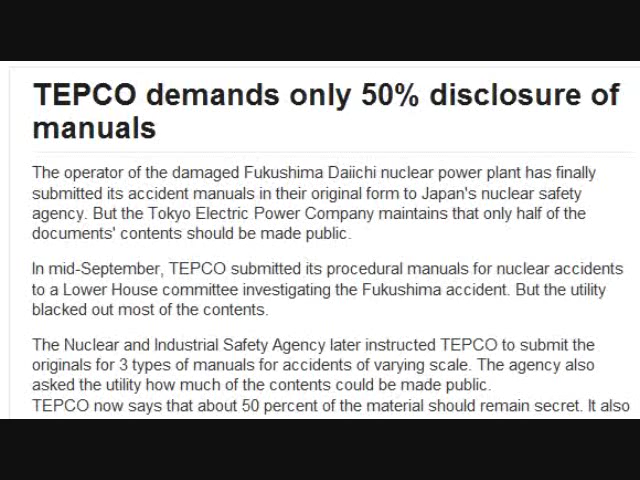 TEPCO demands only 50% disclosure of
manuals
The operator of the damaged Fukushima Daiichi nuclear power plant has finally
submitted its accident manuals in their original form to Japan's nuclear safety
agency. But the Tokyo Electric Power Company maintains that only half of the
documents' contents should be made public.
In mid-September, TEPCO submitted its procedural manuals for nuclear accidents
to a Lower House committee investigating the Fukushima accident. But the utility
blacked out most of the contents.
The Nuclear and Industrial Safety Agency later instructed TEPCO to submit the
originals for 3 types of manuals for accidents of varying scale. The agency also
asked the utility how much of the contents could be made public.
TEPCO now says that about 50 percent of the material should remain secret. It also